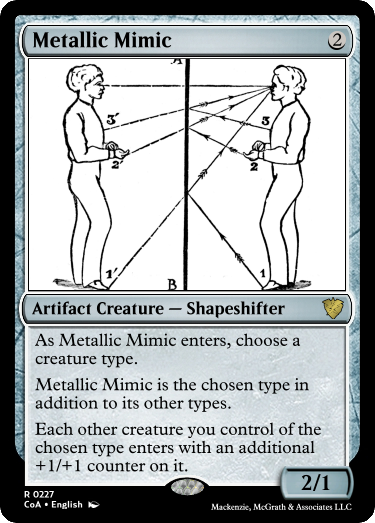 Metallic Mimic 2
A
3'
3
2'
2
1'
B
1
Artifact Creature — Shapeshifter
As Metallic Mimic enters, choose a
creature type.
Metallic Mimic is the chosen type in
addition to its other types.
Each other creature you control of the
chosen type enters with an additional
+1/+1 counter on it.
2/1
R 0227
CoA • English
Mackenzie, McGrath & Associates LLC